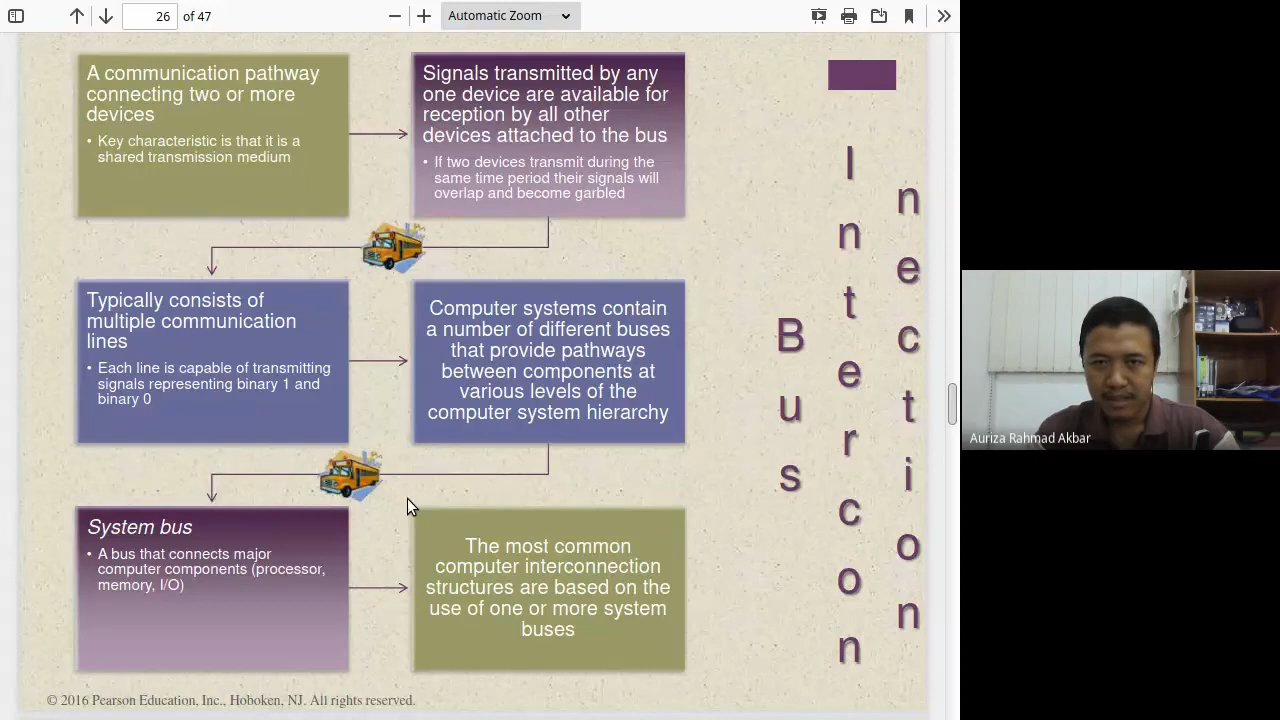 26 of 47
Automatic Zoom
A communication pathway
connecting two or more
devices
• Key characteristic is that it is a
shared transmission medium
Signals transmitted by any
one device are available for
reception by all other
devices attached to the bus
• If two devices transmit during the
same time period their signals will
overlap and become garbled
Typically consists of
multiple communication
lines
• Each line is capable of transmitting
signals representing binary 1 and
binary 0
Computer systems contain
a number of different buses
that provide pathways
between components at
various levels of the
computer system hierarchy
System bus
• A bus that connects major
computer components (processor,
memory, I/O)
The most common
computer interconnection
structures are based on the
use of one or more system
buses
Bus
Intercon
nection
© 2016 Pearson Education, Inc., Hoboken, NJ. All rights reserved.
Auriza Rahmad Akbar